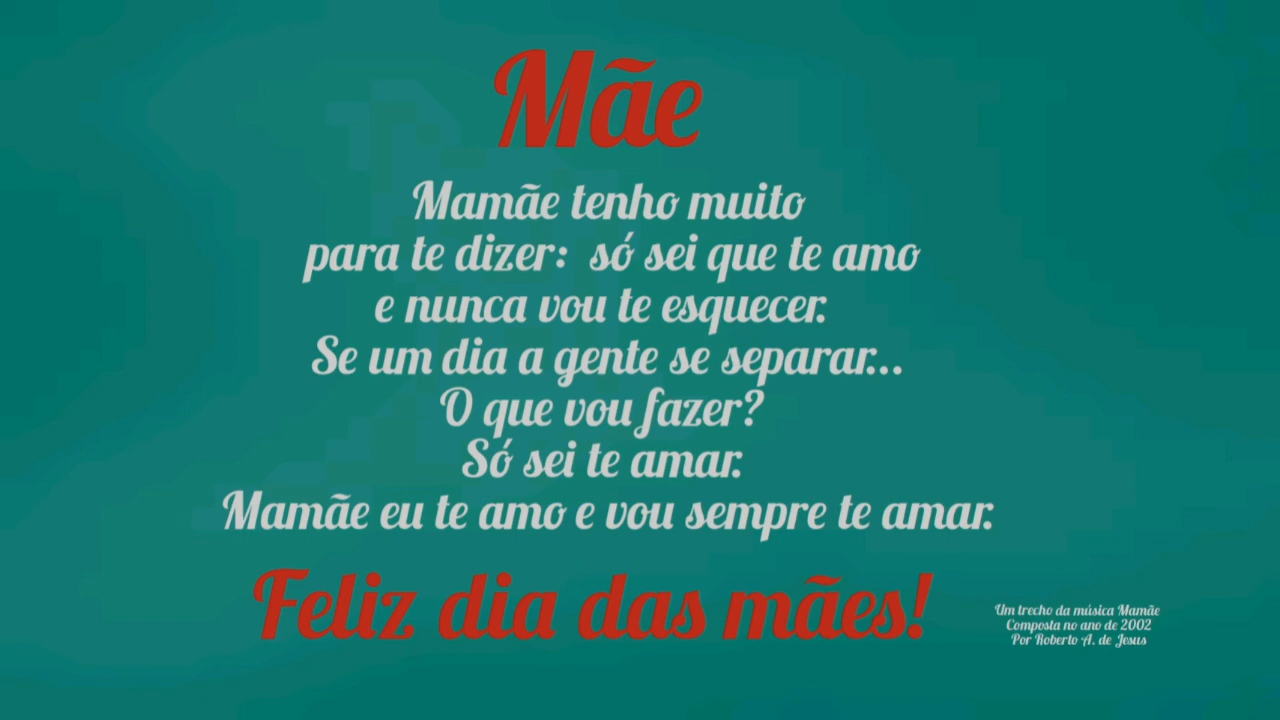 Mãe
Mamãe tenho muito
para te dizer: só sei que te amo
e nunca vou te esquecer.
Se um dia a gente se separar...
O que vou fazer?
Só sei te amar.
Mamãe eu te amo e vou sempre te amar.
Feliz dia das mães!
Um trecho da música Mamãe
Composta no ano de 2002
Por Roberto A. de Jesus